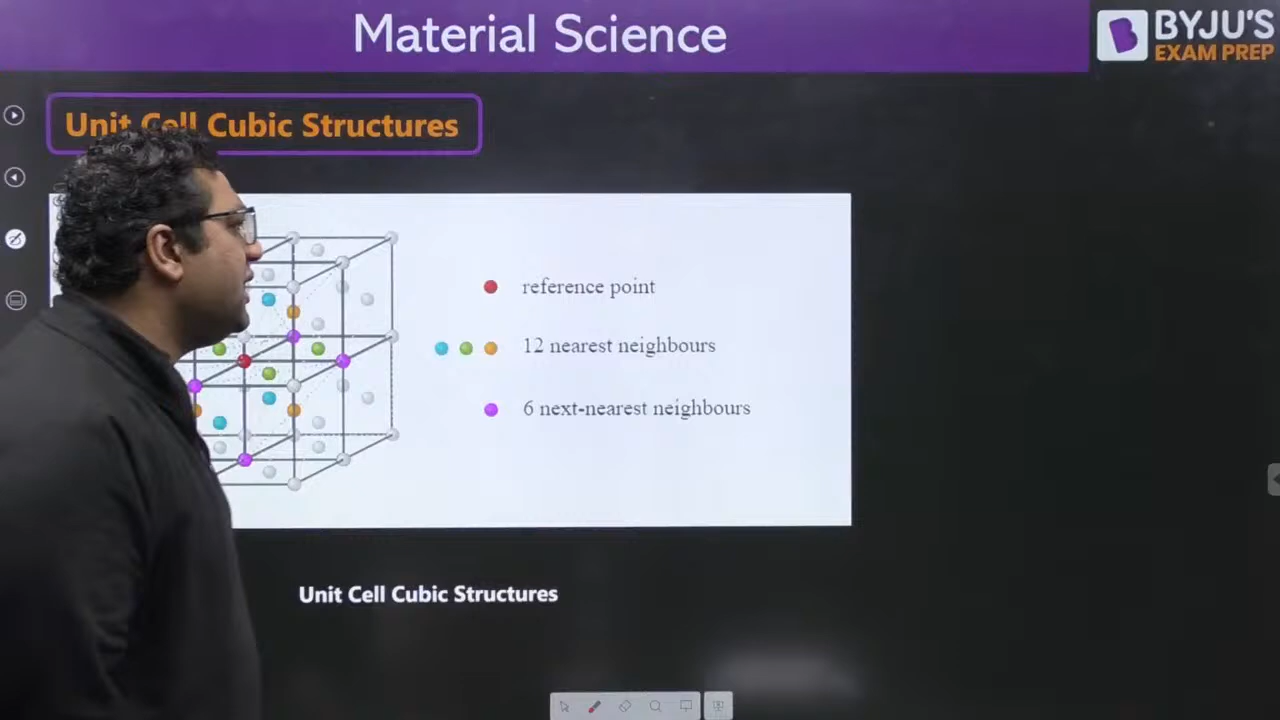 Material Science
BYJU'S
EXAM PREP
Unit Cell Cubic Structures
reference point
12 nearest neighbours
6 next-nearest neighbours
Unit Cell Cubic Structures